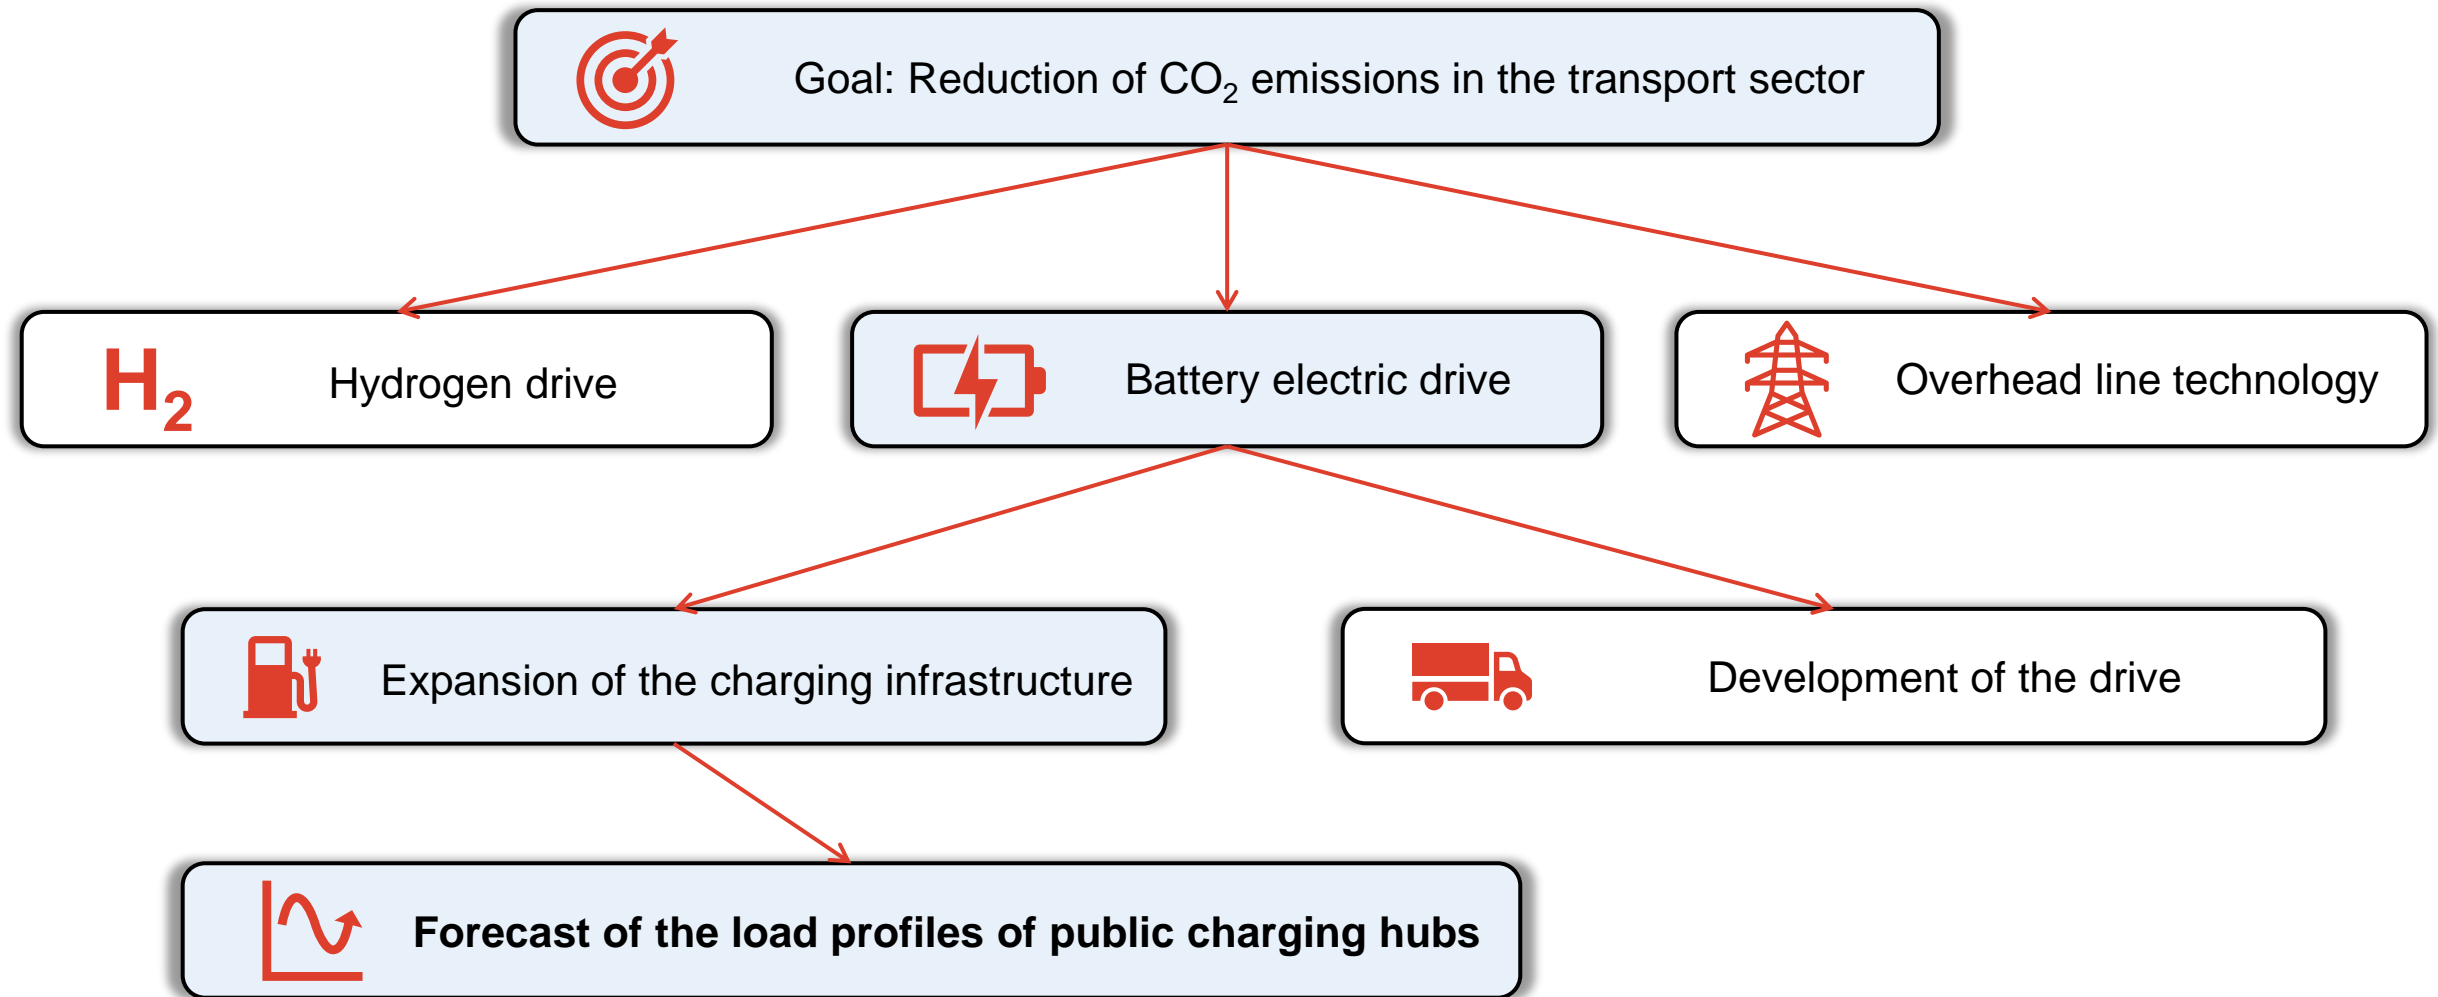 Goal: Reduction of CO₂ emissions in the transport sector
H₂
Hydrogen drive
Battery electric drive
Overhead line technology
Expansion of the charging infrastructure
Development of the drive
Forecast of the load profiles of public charging hubs